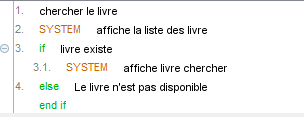 1. chercher le livre
2. SYSTEM affiche la liste des livre
3. if livre existe
3.1. SYSTEM affiche livre chercher
4. else Le livre n'est pas disponible
end if